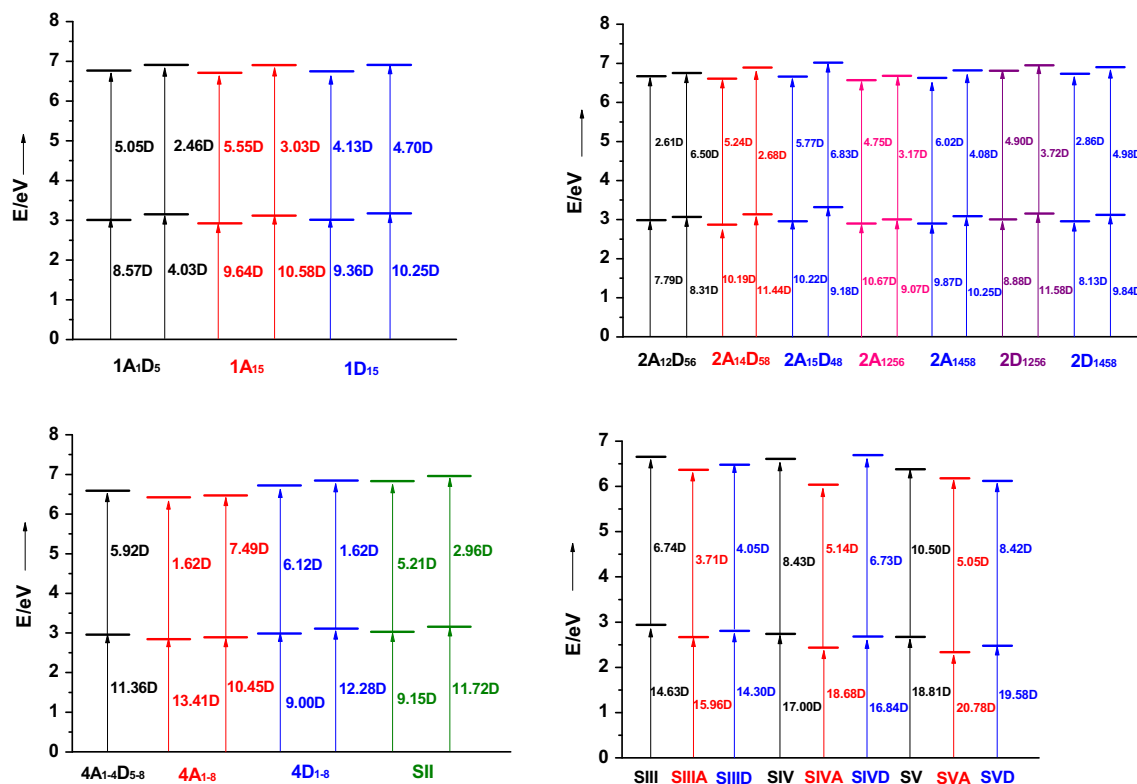 8
7
6
5
4
3
2
1
0
E/eV
5.05D 2.46D 5.55D 3.03D 4.13D 4.70D
8.57D 4.03D 9.64D 10.58D 9.36D 10.25D
1A1D5 1A15 1D15
8
7
6
5
4
3
2
1
0
E/eV
2.61D 6.50D 5.24D 2.68D 5.77D 6.83D 4.75D 3.17D 6.02D 4.08D 4.90D 3.72D 2.86D 4.98D
7.79D 8.31D 10.19D 11.44D 10.22D 9.18D 10.67D 9.07D 9.87D 10.25D 8.88D 11.58D 8.13D 9.84D
2A12D56 2A14D58 2A15D48 2A1256 2A1458 2D1256 2D1458
8
7
6
5
4
3
2
1
0
E/eV
5.92D 1.62D 7.49D 6.12D 1.62D 5.21D 2.96D
11.36D 13.41D 10.45D 9.00D 12.28D 9.15D 11.72D
4A1-4D5-8 4A1-8 4D1-8 SII
7
6
5
4
3
2
1
0
E/eV
6.74D 3.71D 4.05D 8.43D 5.14D 6.73D 10.50D 5.05D 8.42D
14.63D 15.96D 14.30D 17.00D 18.68D 16.84D 18.81D 20.78D 19.58D
SIII SIIIA SIIID SIV SIVA SIVD SV SVA SVD